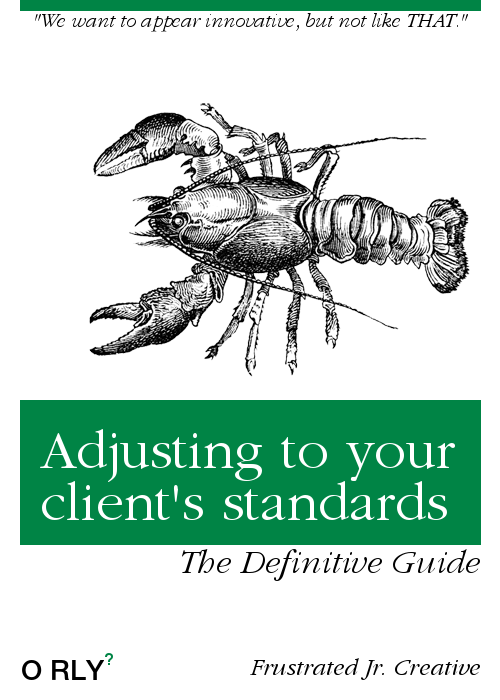 "We want to appear innovative, but not like THAT."
Adjusting to your
client's standards
The Definitive Guide
O RLY?
Frustrated Jr. Creative